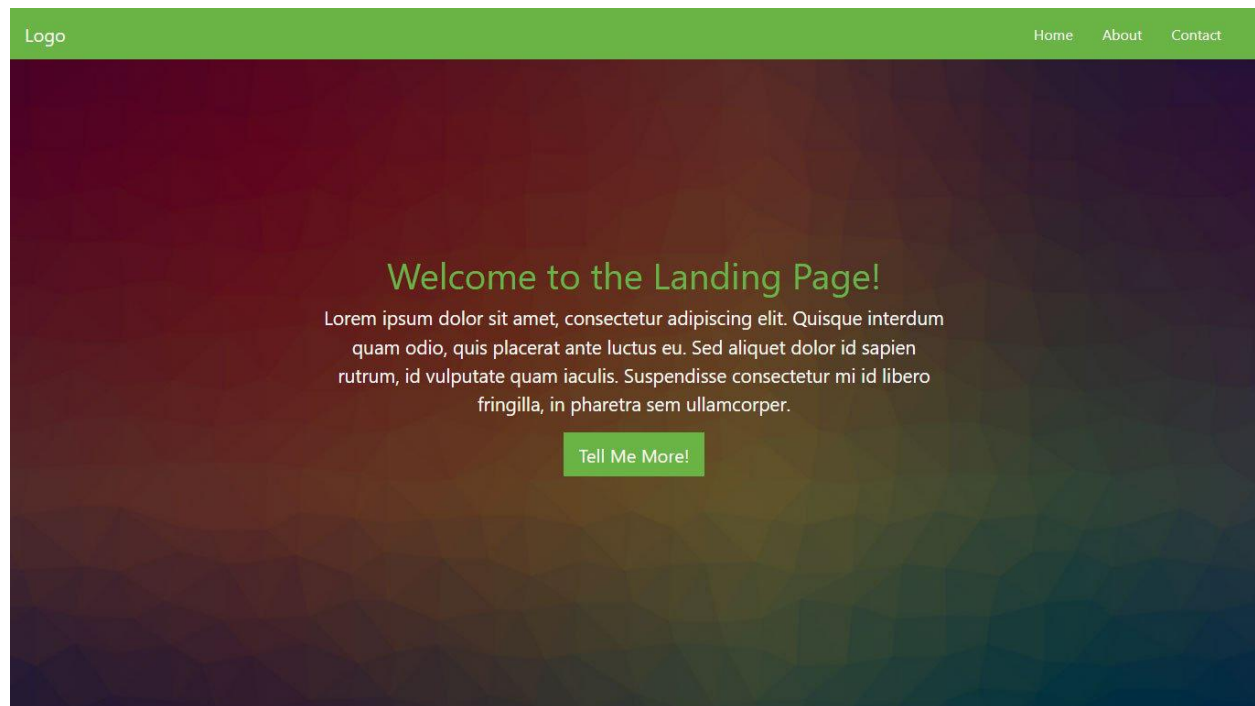 Logo
Home About Contact
Welcome to the Landing Page!
Lorem ipsum dolor sit amet, consectetur adipiscing elit. Quisque interdum
quam odio, quis placerat ante luctus eu. Sed aliquet dolor id sapien
rutrum, id vulputate quam iaculis. Suspendisse consectetur mi id libero
fringilla, in pharetra sem ullamcorper.
Tell Me More!